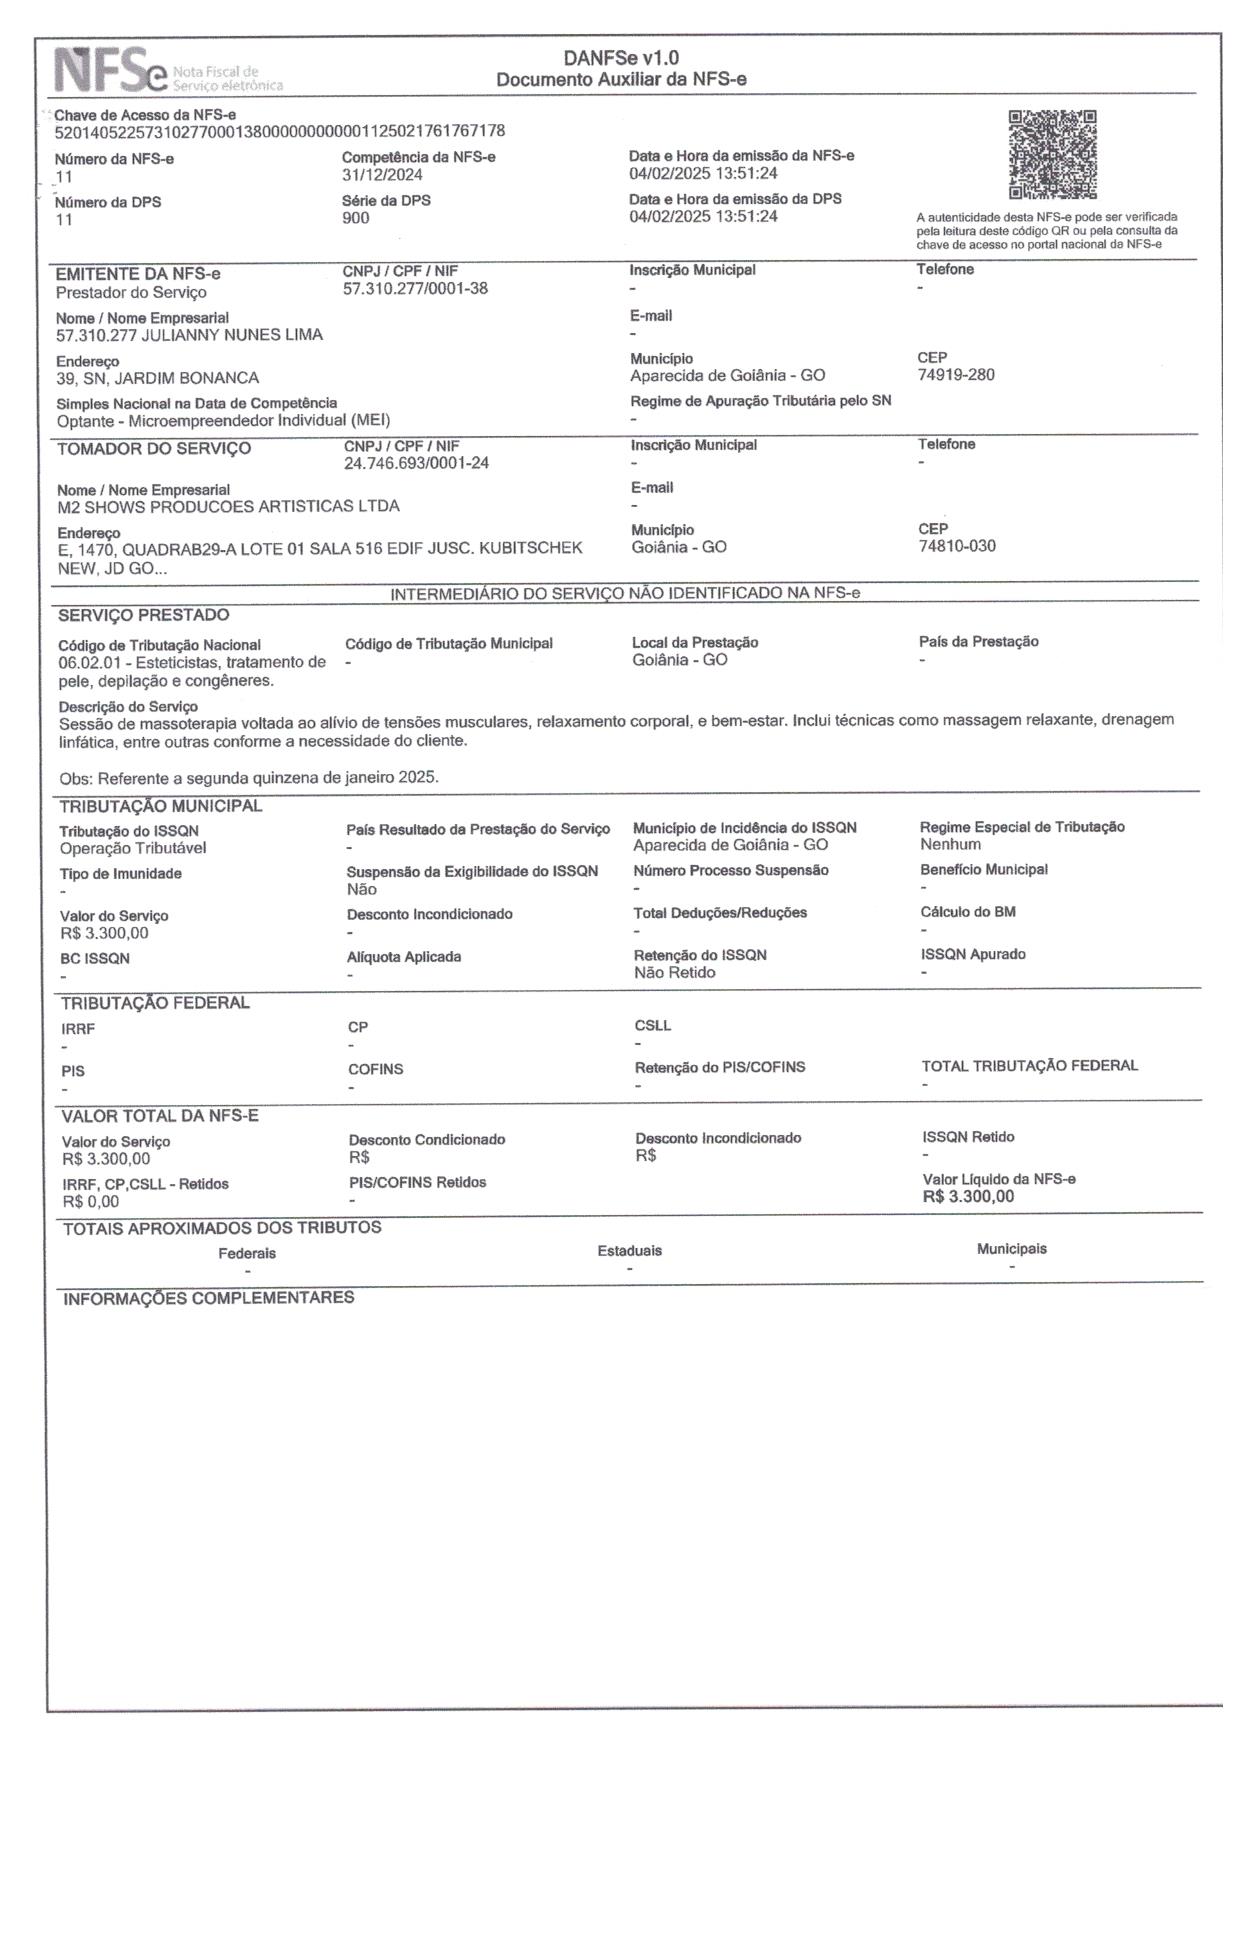 NFSe Nota Fiscal de Serviço eletrônica
DANFSe v1.0
Documento Auxiliar da NFS-e
Chave de Acesso da NFS-e
52014052257310277000138000000000001125021761767178
Número da NFS-e Competência da NFS-e Data e Hora da emissão da NFS-e
11 31/12/2024 04/02/2025 13:51:24
Número da DPS Série da DPS Data e Hora da emissão da DPS
11 900 04/02/2025 13:51:24
A autenticidade desta NFS-e pode ser verificada
pela leitura deste código QR ou pela consulta da
chave de acesso no portal nacional da NFS-e
EMITENTE DA NFS-e CNPJ / CPF / NIF Inscrição Municipal Telefone
Prestador do Serviço 57.310.277/0001-38 - -
Nome / Nome Empresarial E-mail
57.310.277 JULIANNY NUNES LIMA -
Endereço Município CEP
39, SN, JARDIM BONANCA Aparecida de Goiânia - GO 74919-280
Simples Nacional na Data de Competência Regime de Apuração Tributária pelo SN
Optante - Microempreendedor Individual (MEI) -
TOMADOR DO SERVIÇO CNPJ / CPF / NIF Inscrição Municipal Telefone
24.746.693/0001-24 - -
Nome / Nome Empresarial E-mail
M2 SHOWS PRODUCOES ARTISTICAS LTDA -
Endereço Município CEP
E, 1470, QUADRAB29-A LOTE 01 SALA 516 EDIF JUSC. KUBITSCHEK Goiânia - GO 74810-030
NEW, JD GO...
INTERMEDIÁRIO DO SERVIÇO NÃO IDENTIFICADO NA NFS-e
SERVIÇO PRESTADO
Código de Tributação Nacional Código de Tributação Municipal Local da Prestação País da Prestação
06.02.01 - Esteticistas, tratamento de - Goiânia - GO -
pele, depilação e congêneres.
Descrição do Serviço
Sessão de massoterapia voltada ao alívio de tensões musculares, relaxamento corporal, e bem-estar. Inclui técnicas como massagem relaxante, drenagem
linfática, entre outras conforme a necessidade do cliente.
Obs: Referente a segunda quinzena de janeiro 2025.
TRIBUTAÇÃO MUNICIPAL
Tributação do ISSQN País Resultado da Prestação do Serviço Município de Incidência do ISSQN Regime Especial de Tributação
Operação Tributável - Aparecida de Goiânia - GO Nenhum
Tipo de Imunidade Suspensão da Exigibilidade do ISSQN Número Processo Suspensão Benefício Municipal
- Não - -
Valor do Serviço Desconto Incondicionado Total Deduções/Reduções Cálculo do BM
R$ 3.300,00 - - -
BC ISSQN Alíquota Aplicada Retenção do ISSQN ISSQN Apurado
- - Não Retido -
TRIBUTAÇÃO FEDERAL
IRRF CP CSLL
- - -
PIS COFINS Retenção do PIS/COFINS TOTAL TRIBUTAÇÃO FEDERAL
- - - -
VALOR TOTAL DA NFS-E
Valor do Serviço Desconto Condicionado Desconto Incondicionado ISSQN Retido
R$ 3.300,00 R$ R$ -
IRRF, CP,CSLL - Retidos PIS/COFINS Retidos Valor Líquido da NFS-e
R$ 0,00 - R$ 3.300,00
TOTAIS APROXIMADOS DOS TRIBUTOS
Federais Estaduais Municipais
- - -
INFORMAÇÕES COMPLEMENTARES